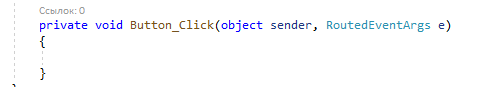 Ссылок: 0
private void Button_Click(object sender, RoutedEventArgs e)
{
}
}